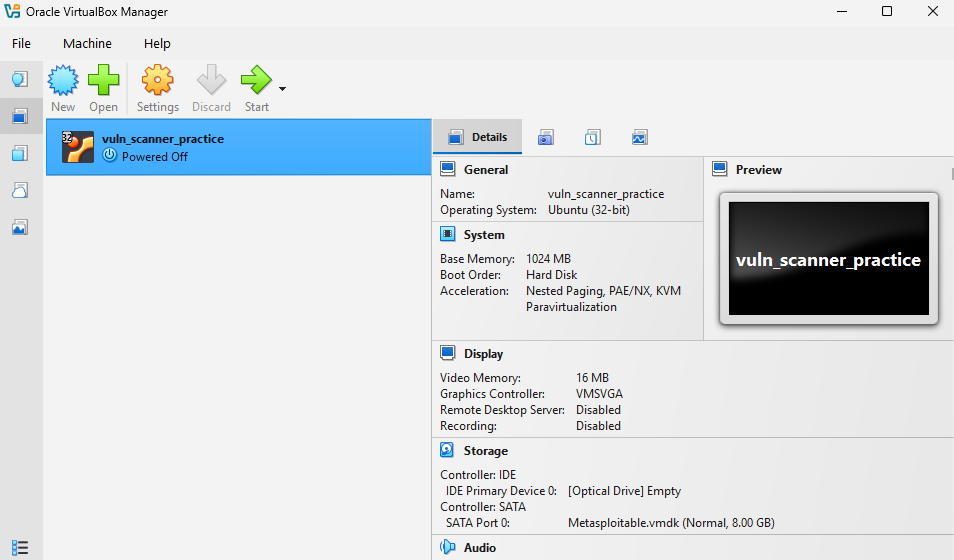 Oracle VirtualBox Manager
File Machine Help
New Open Settings Discard Start
32
vuln_scanner_practice
Powered Off
Details
General
Name: vuln_scanner_practice
Operating System: Ubuntu (32-bit)
Preview
vuln_scanner_practice
System
Base Memory: 1024 MB
Boot Order: Hard Disk
Acceleration: Nested Paging, PAE/NX, KVM
Paravirtualization
Display
Video Memory: 16 MB
Graphics Controller: VMSVGA
Remote Desktop Server: Disabled
Recording: Disabled
Storage
Controller: IDE
IDE Primary Device 0: [Optical Drive] Empty
Controller: SATA
SATA Port 0: Metasploitable.vmdk (Normal, 8.00 GB)
Audio